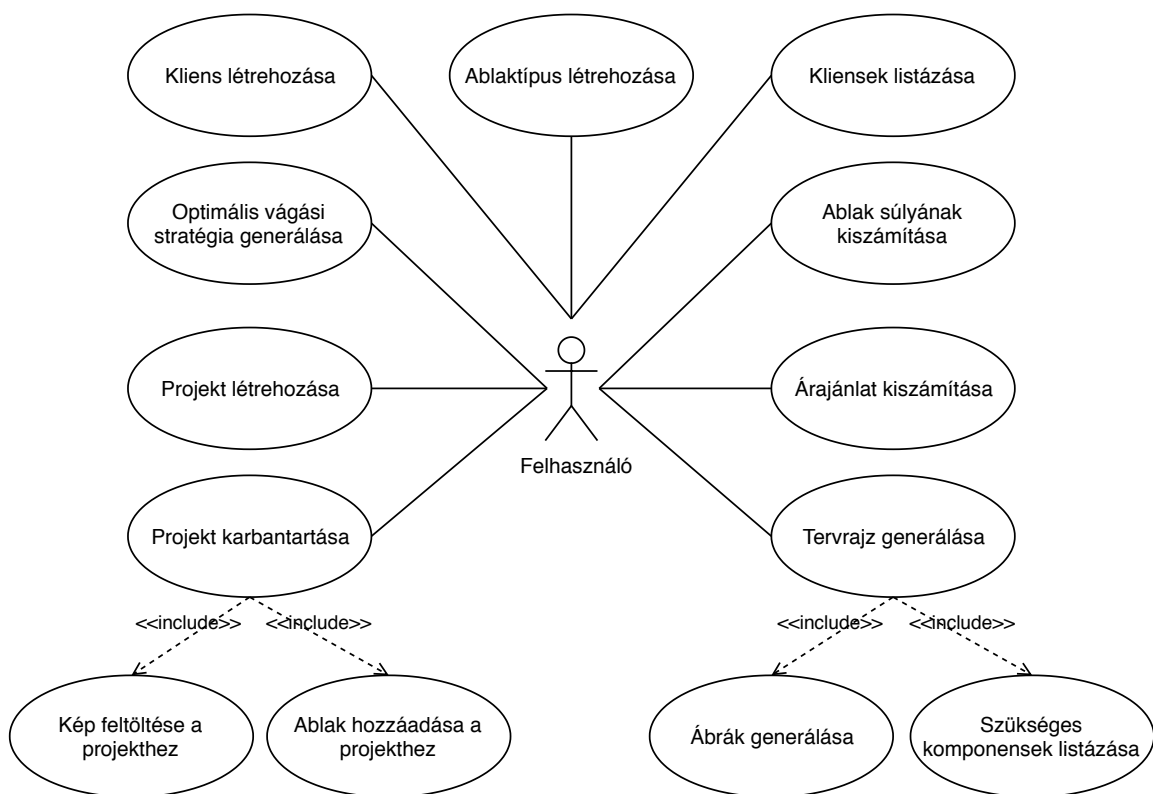 Kliens létrehozása
Ablaktípus létrehozása
Kliensek listázása
Optimális vágási
stratégia generálása
Ablak súlyának
kiszámítása
Projekt létrehozása
Árajánlat kiszámítása
Felhasználó
Projekt karbantartása
Tervrajz generálása
<<include>>
<<include>>
<<include>>
<<include>>
Kép feltöltése a
projekthez
Ablak hozzáadása a
projekthez
Ábrák generálása
Szükséges
komponensek listázása